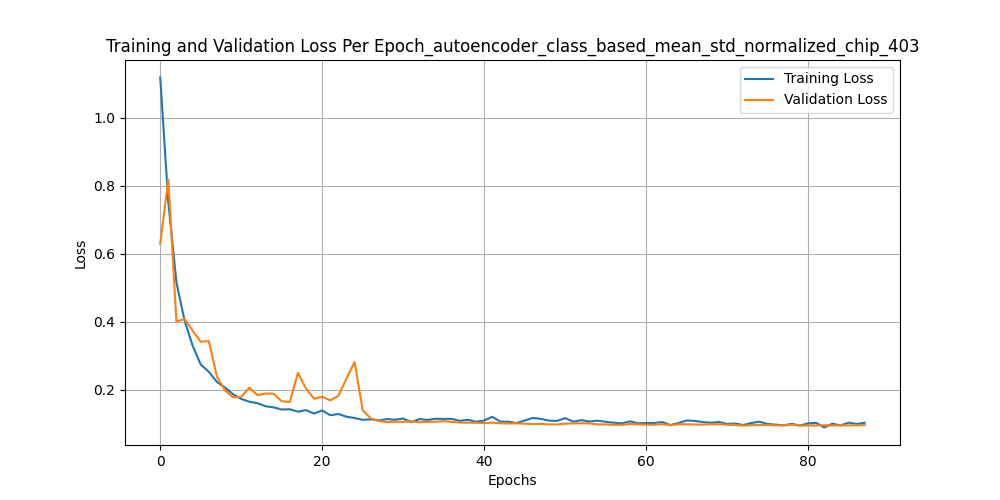 Training and Validation Loss Per Epoch_autoencoder_class_based_mean_std_normalized_chip_403
Training Loss
Validation Loss
1.0
0.8
0.6
0.4
0.2
Loss
0 20 40 60 80
Epochs